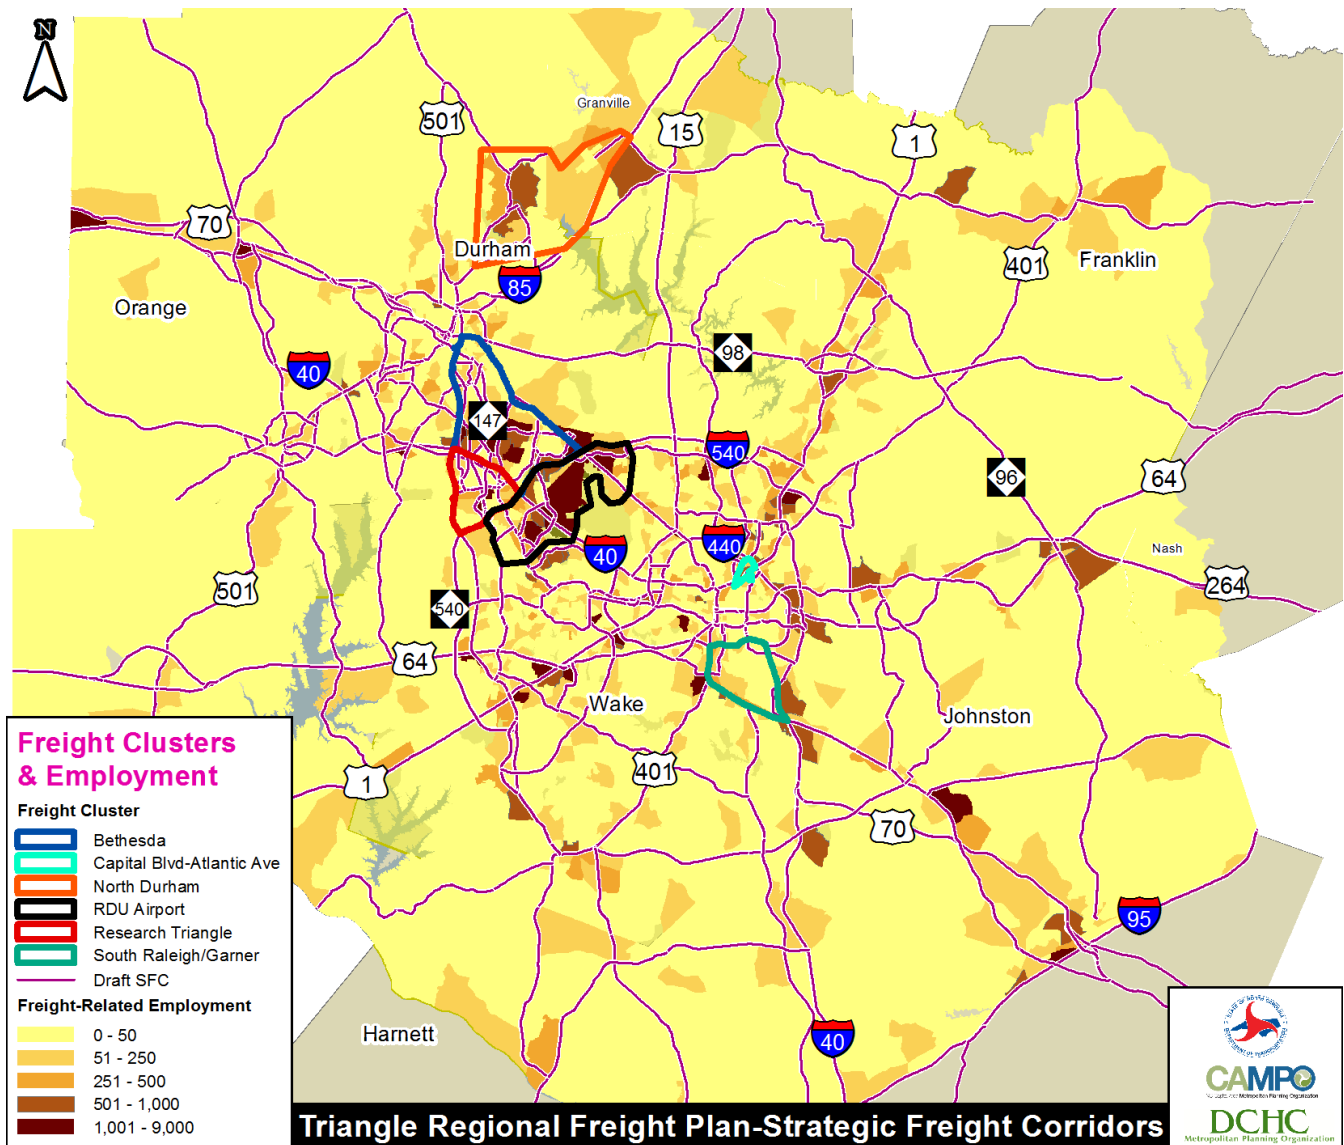 N
Granville
501
15
1
70
Durham
401
Franklin
85
Orange
98
40
147
540
96
64
440
Nash
40
501
264
540
64
Wake
Johnston
401
1
70
95
Harnett
40
Freight Clusters
& Employment
Freight Cluster
Bethesda
Capital Blvd-Atlantic Ave
North Durham
RDU Airport
Research Triangle
South Raleigh/Garner
Draft SFC
Freight-Related Employment
0 - 50
51 - 250
251 - 500
501 - 1,000
1,001 - 9,000
Triangle Regional Freight Plan-Strategic Freight Corridors
CAMPO
Metropolitan Planning Organization
DCHC
Metropolitan Planning Organization